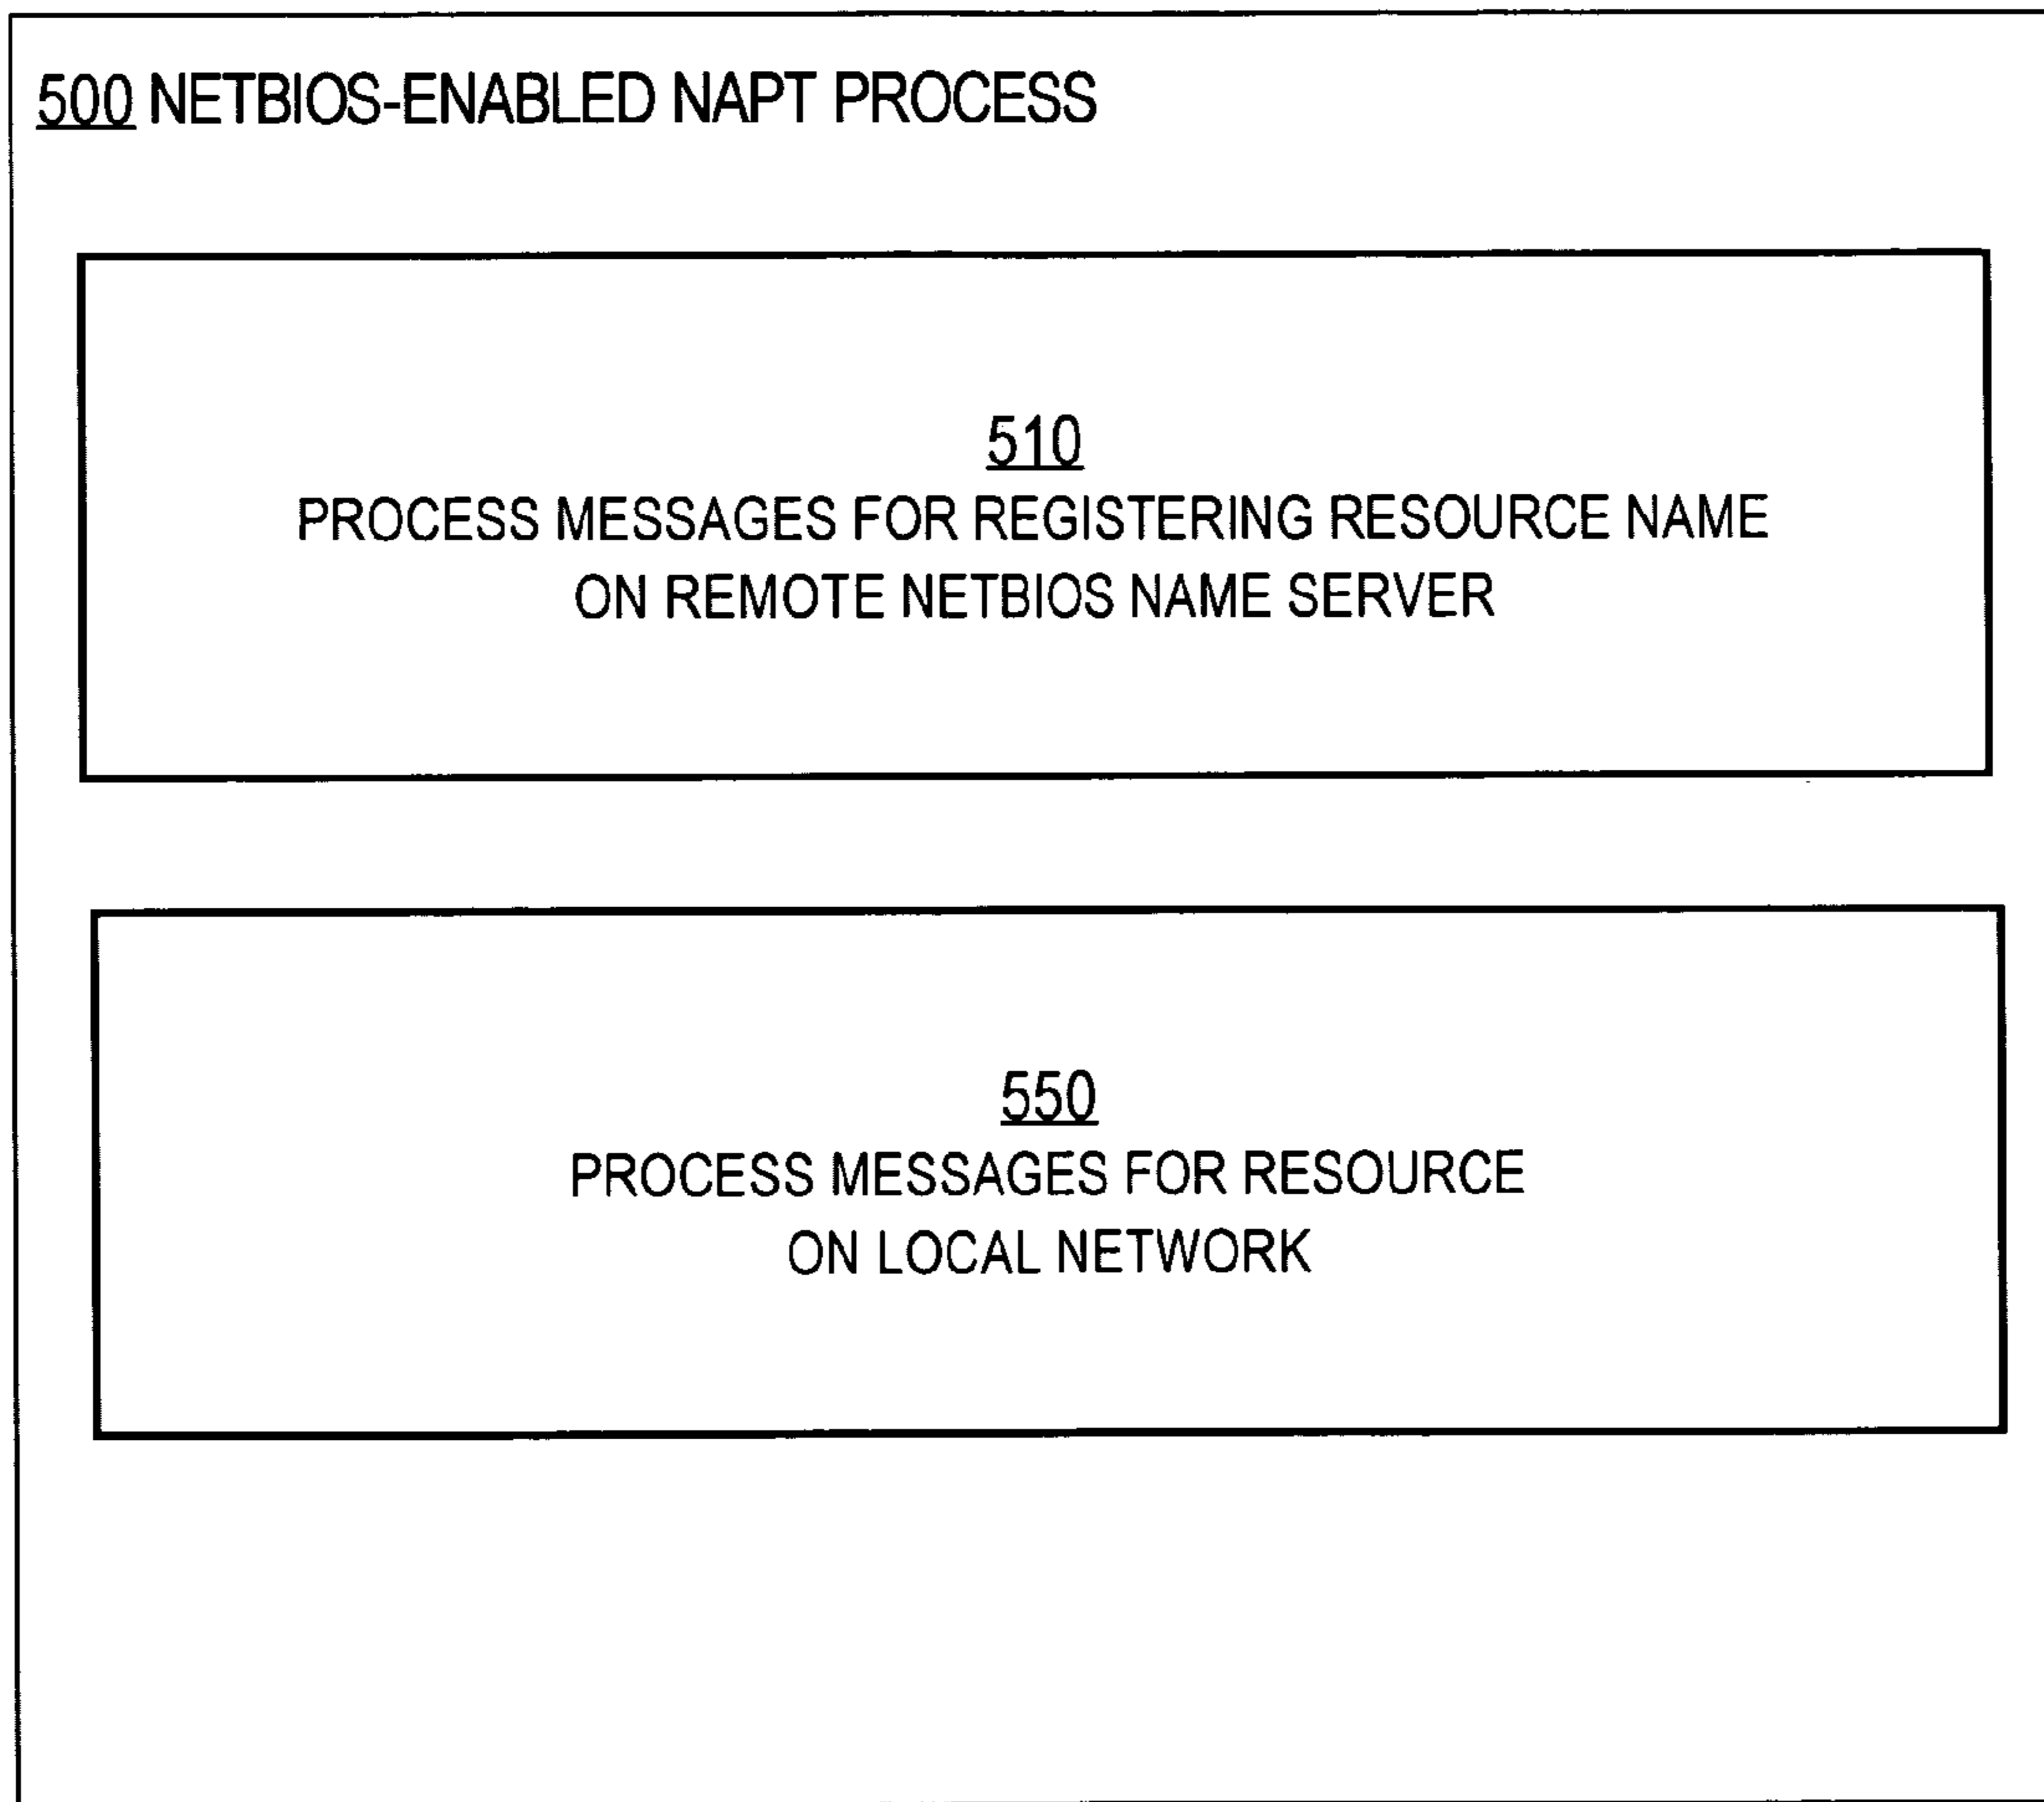 500 NETBIOS-ENABLED NAPT PROCESS
510
PROCESS MESSAGES FOR REGISTERING RESOURCE NAME
ON REMOTE NETBIOS NAME SERVER
550
PROCESS MESSAGES FOR RESOURCE
ON LOCAL NETWORK